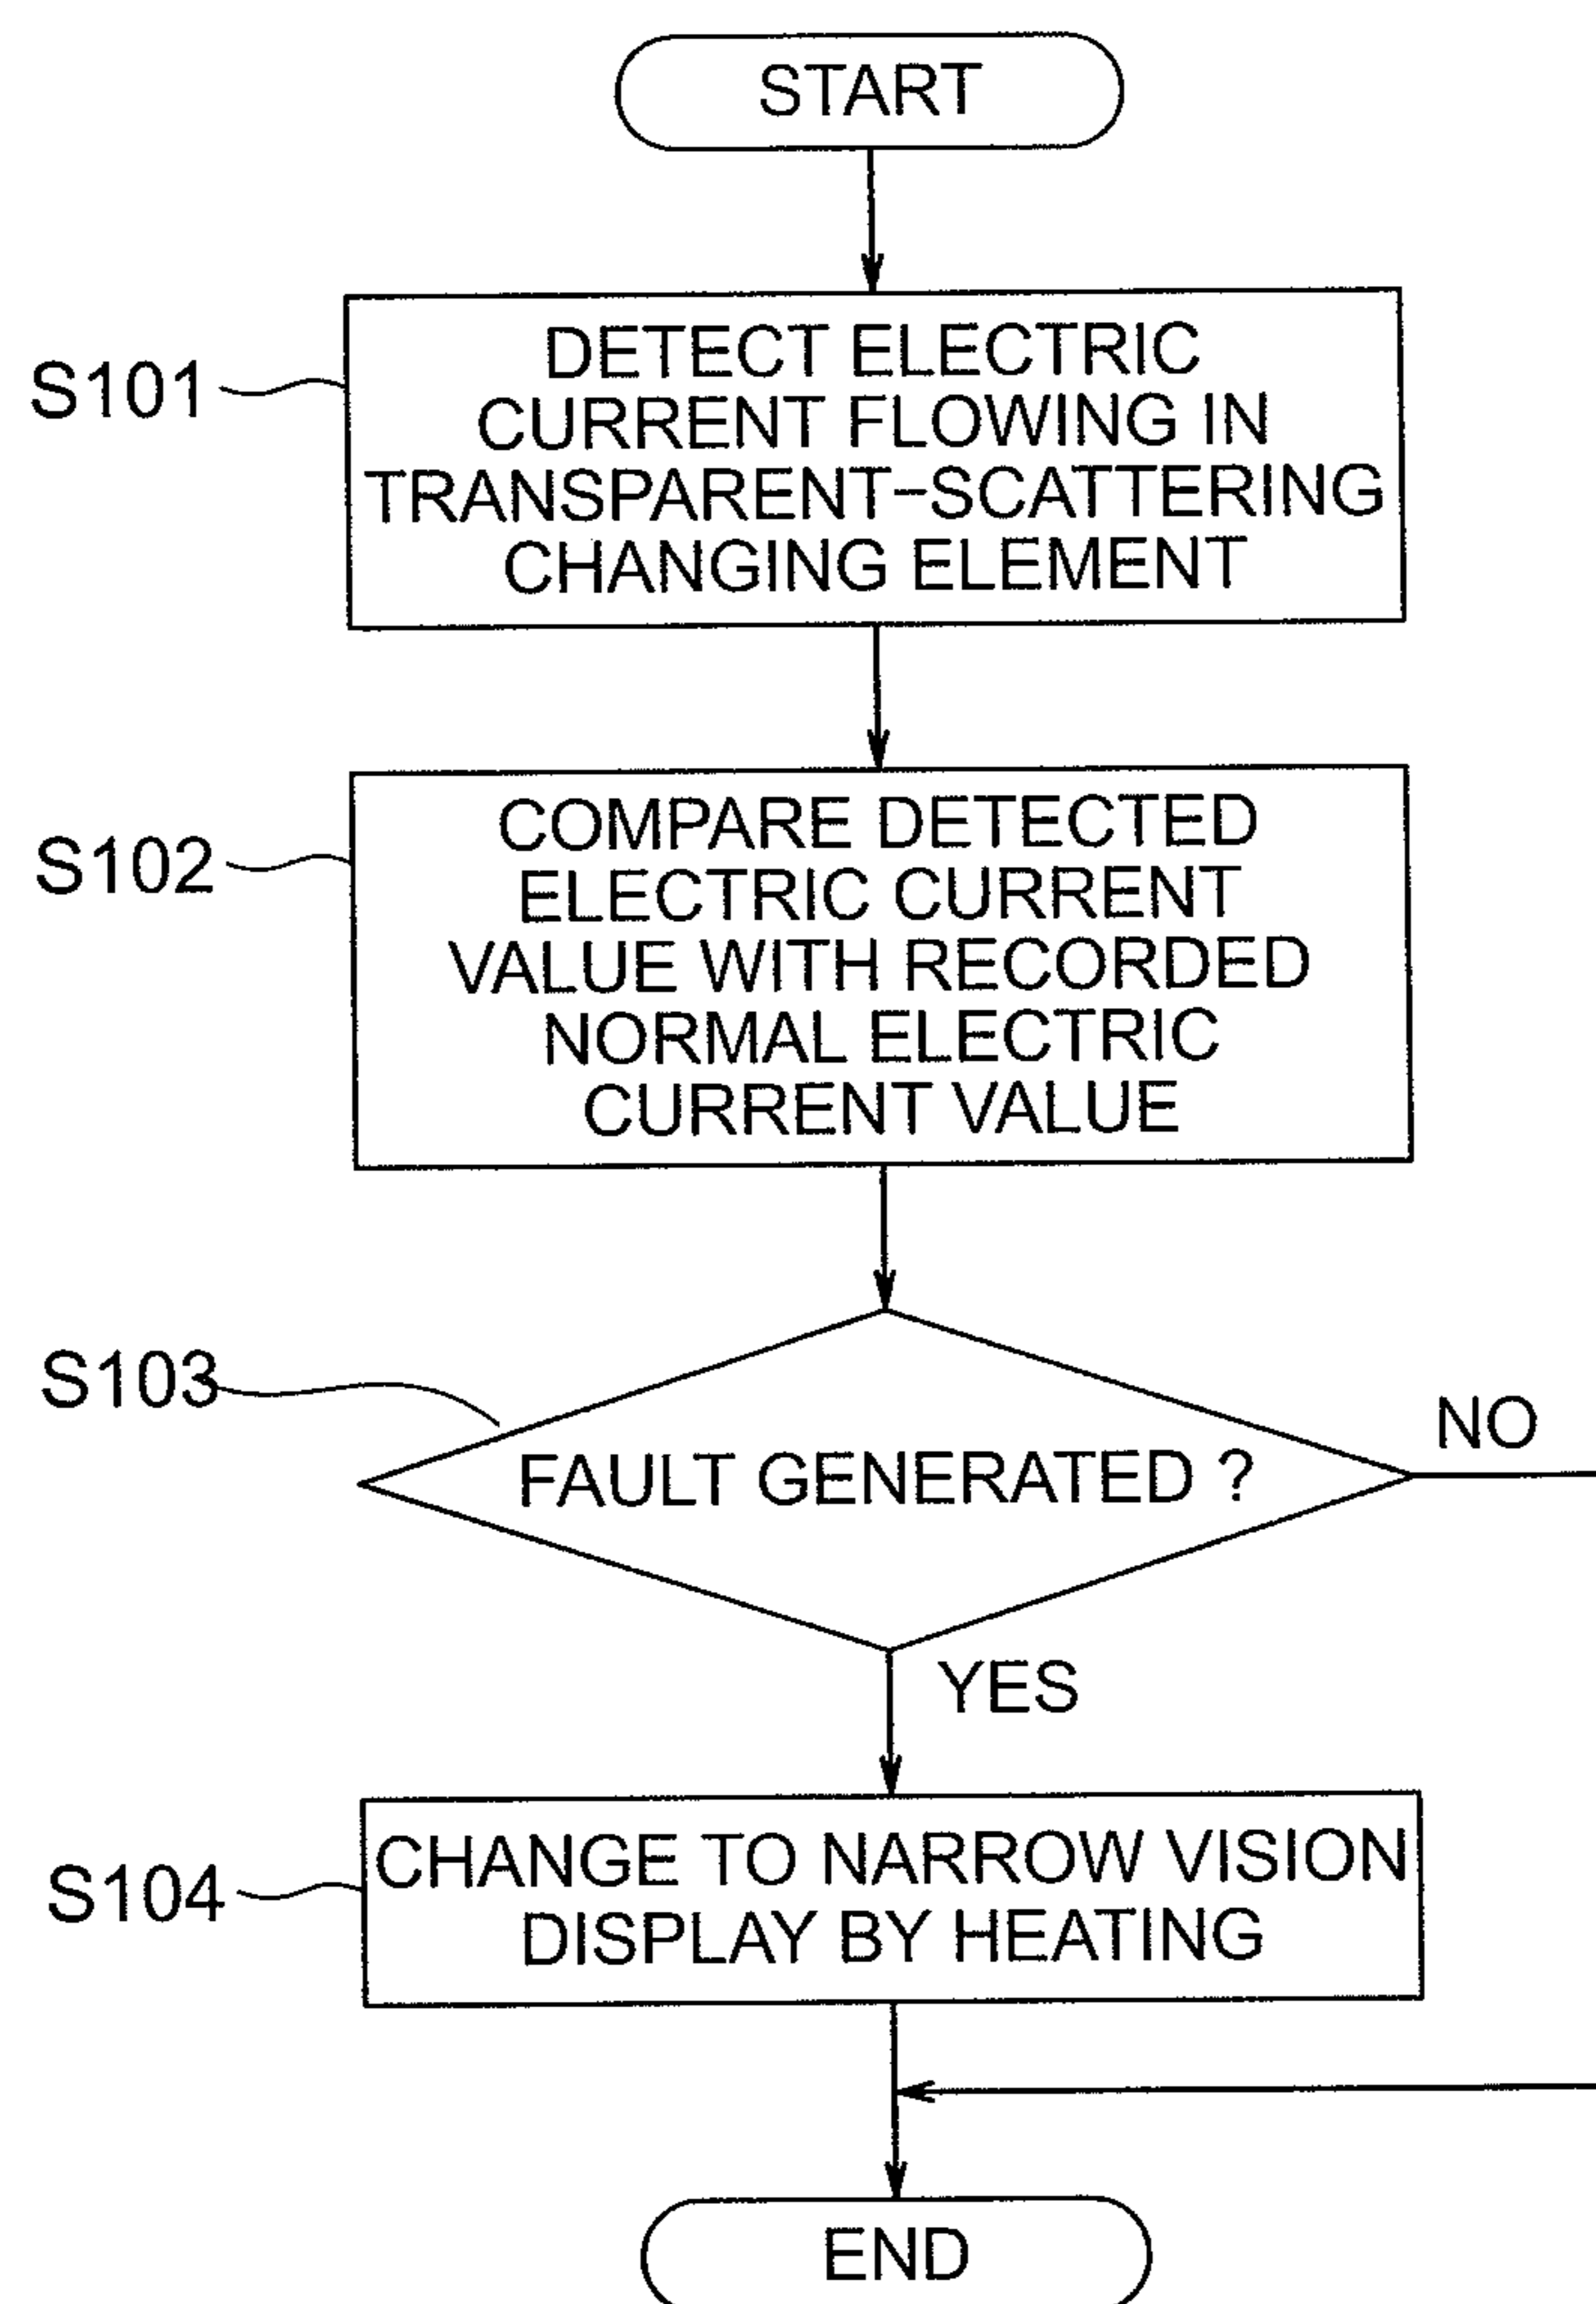 START
S101
DETECT ELECTRIC
CURRENT FLOWING IN
TRANSPARENT-SCATTERING
CHANGING ELEMENT
S102
COMPARE DETECTED
ELECTRIC CURRENT
VALUE WITH RECORDED
NORMAL ELECTRIC
CURRENT VALUE
S103
FAULT GENERATED ?
NO
YES
S104
CHANGE TO NARROW VISION
DISPLAY BY HEATING
END